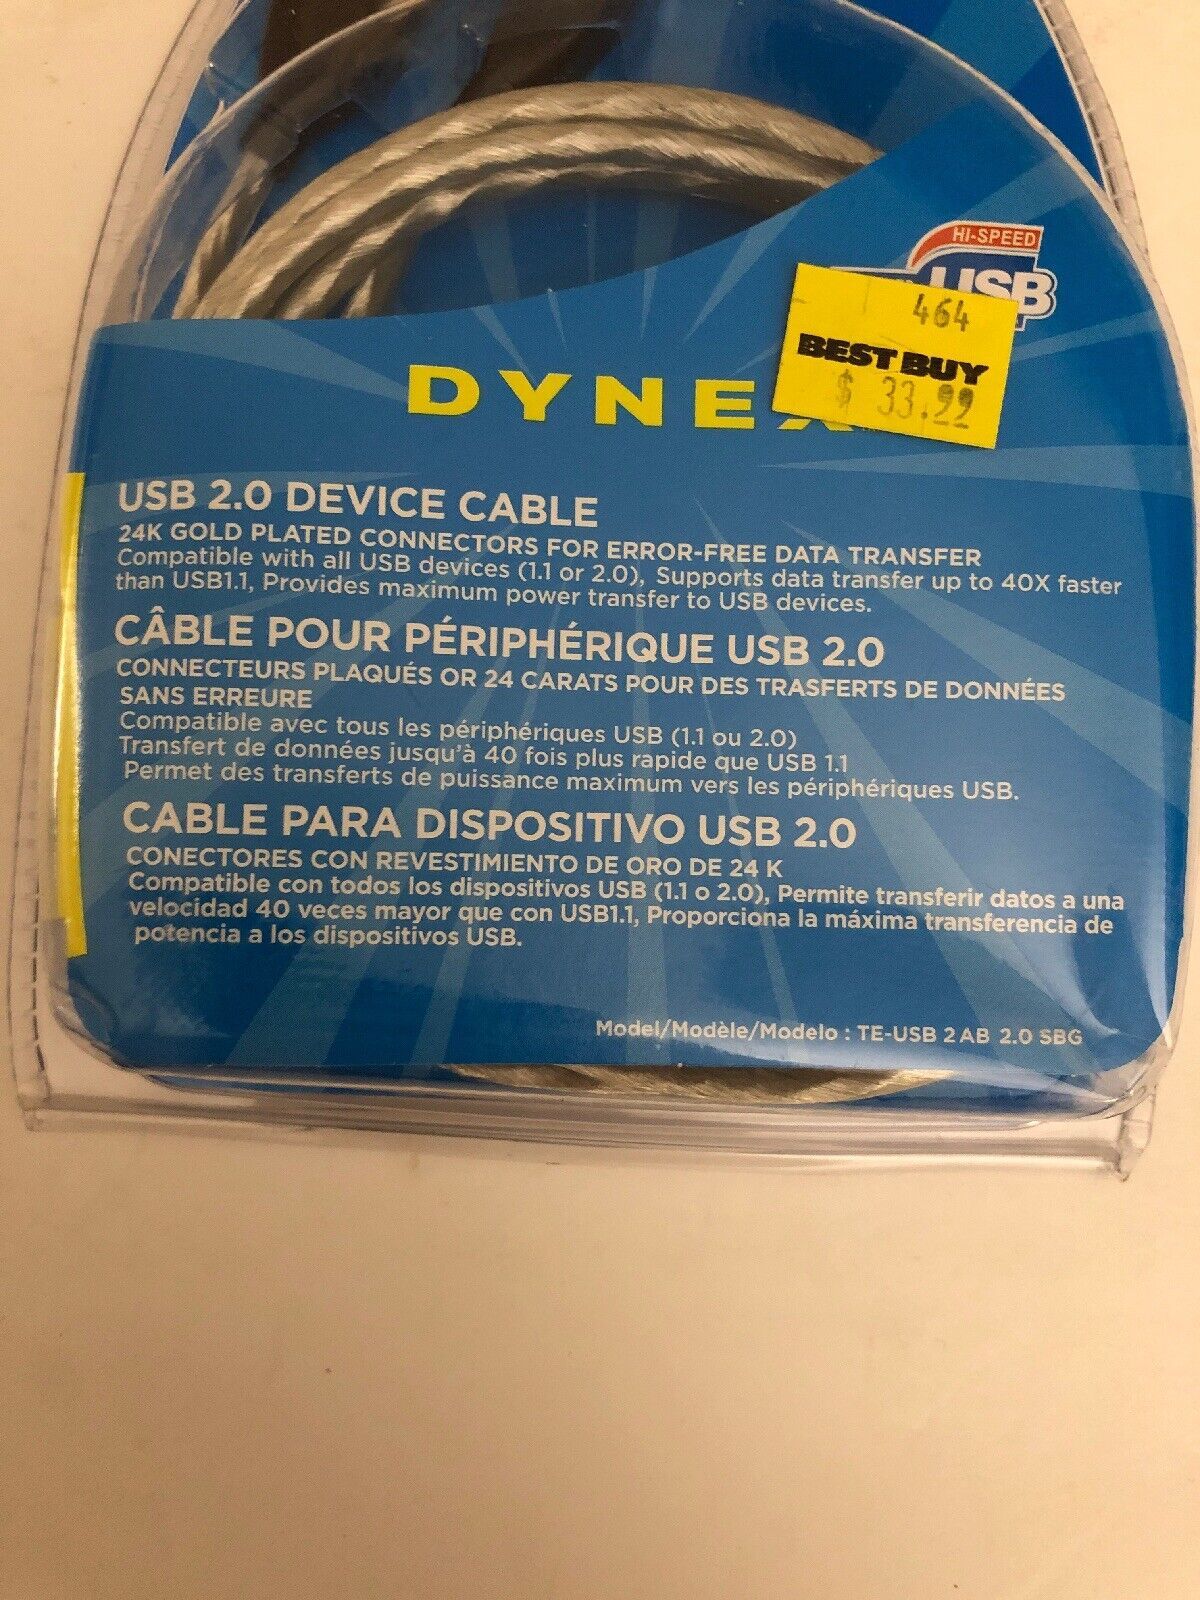 HI-SPEED
USB
464
BEST BUY
$ 33.99
DYNEX
USB 2.0 DEVICE CABLE
24K GOLD PLATED CONNECTORS FOR ERROR-FREE DATA TRANSFER
Compatible with all USB devices (1.1 or 2.0), Supports data transfer up to 40X faster
than USB1.1, Provides maximum power transfer to USB devices.
CÂBLE POUR PÉRIPHÉRIQUE USB 2.0
CONNECTEURS PLAQUÉS OR 24 CARATS POUR DES TRASFERTS DE DONNÉES
SANS ERREURE
Compatible avec tous les périphériques USB (1.1 ou 2.0)
Transfert de données jusqu'à 40 fois plus rapide que USB 1.1
Permet des transferts de puissance maximum vers les périphériques USB.
CABLE PARA DISPOSITIVO USB 2.0
CONECTORES CON REVESTIMIENTO DE ORO DE 24 K
Compatible con todos los dispositivos USB (1.1 o 2.0), Permite transferir datos a una
velocidad 40 veces mayor que con USB1.1, Proporciona la máxima transferencia de
potencia a los dispositivos USB.
Model/Modèle/Modelo : TE-USB 2 AB 2.0 SBG